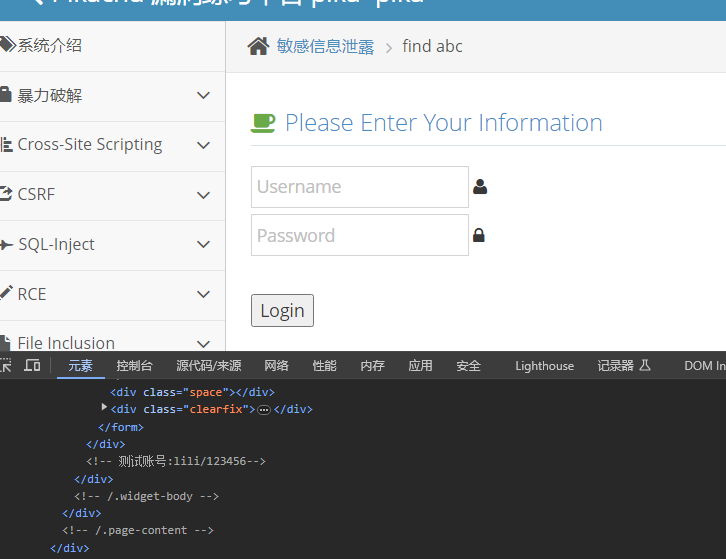 系统介绍
敏感信息泄露 find abc
暴力破解
Please Enter Your Information
Cross-Site Scripting
Username
CSRF
Password
SQL-Inject
RCE
Login
File Inclusion
元素 控制台 源代码/来源 网络 性能 内存 应用 安全 Lighthouse 记录器 DOM In
<div class="space"></div>
<div class="clearfix">⋯</div>
</form>
</div>
<!-- 测试账号:lili/123456-->
</div>
<!-- /.widget-body -->
</div>
<!-- /.page-content -->
</div>